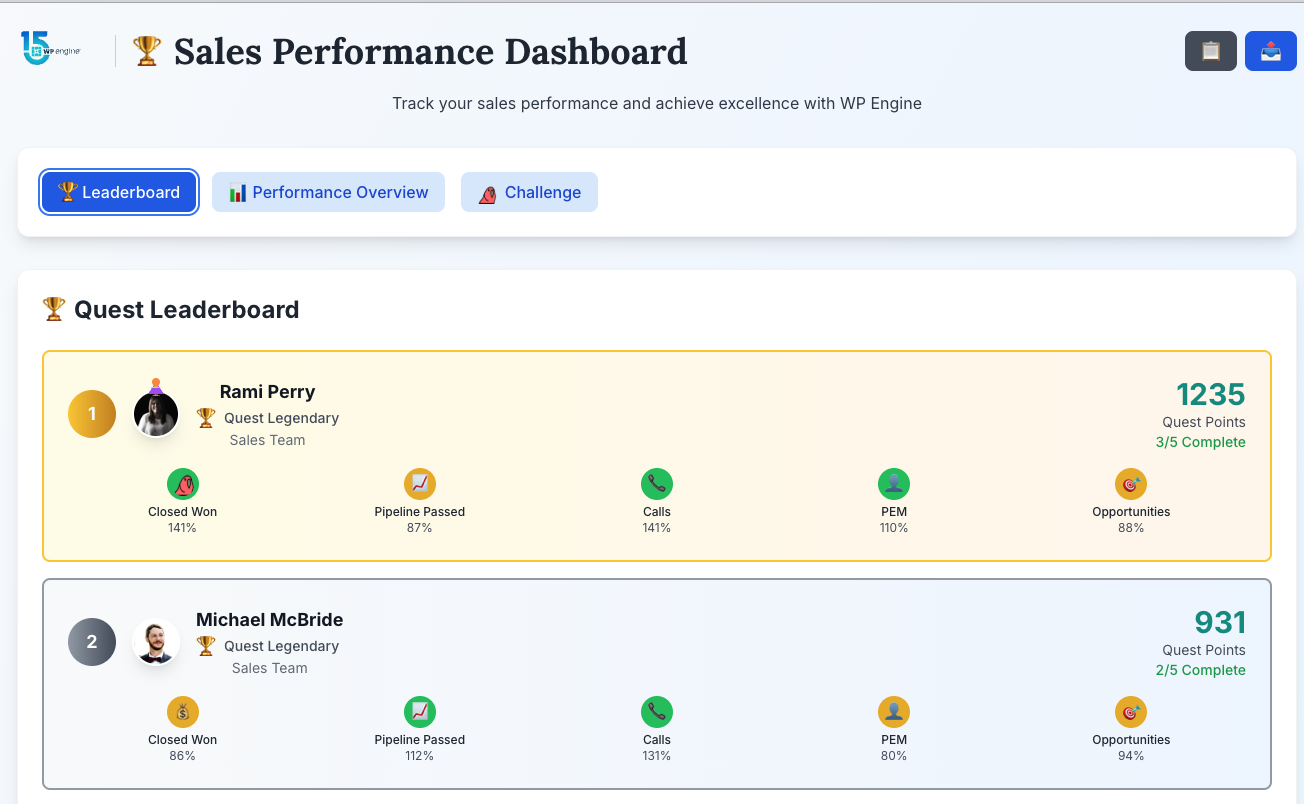 15
WP engine
Sales Performance Dashboard
Track your sales performance and achieve excellence with WP Engine
Leaderboard
Performance Overview
Challenge
Quest Leaderboard
1
Rami Perry
Quest Legendary
Sales Team
1235
Quest Points
3/5 Complete
Closed Won
141%
Pipeline Passed
87%
Calls
141%
PEM
110%
Opportunities
88%
2
Michael McBride
Quest Legendary
Sales Team
931
Quest Points
2/5 Complete
Closed Won
86%
Pipeline Passed
112%
Calls
131%
PEM
80%
Opportunities
94%